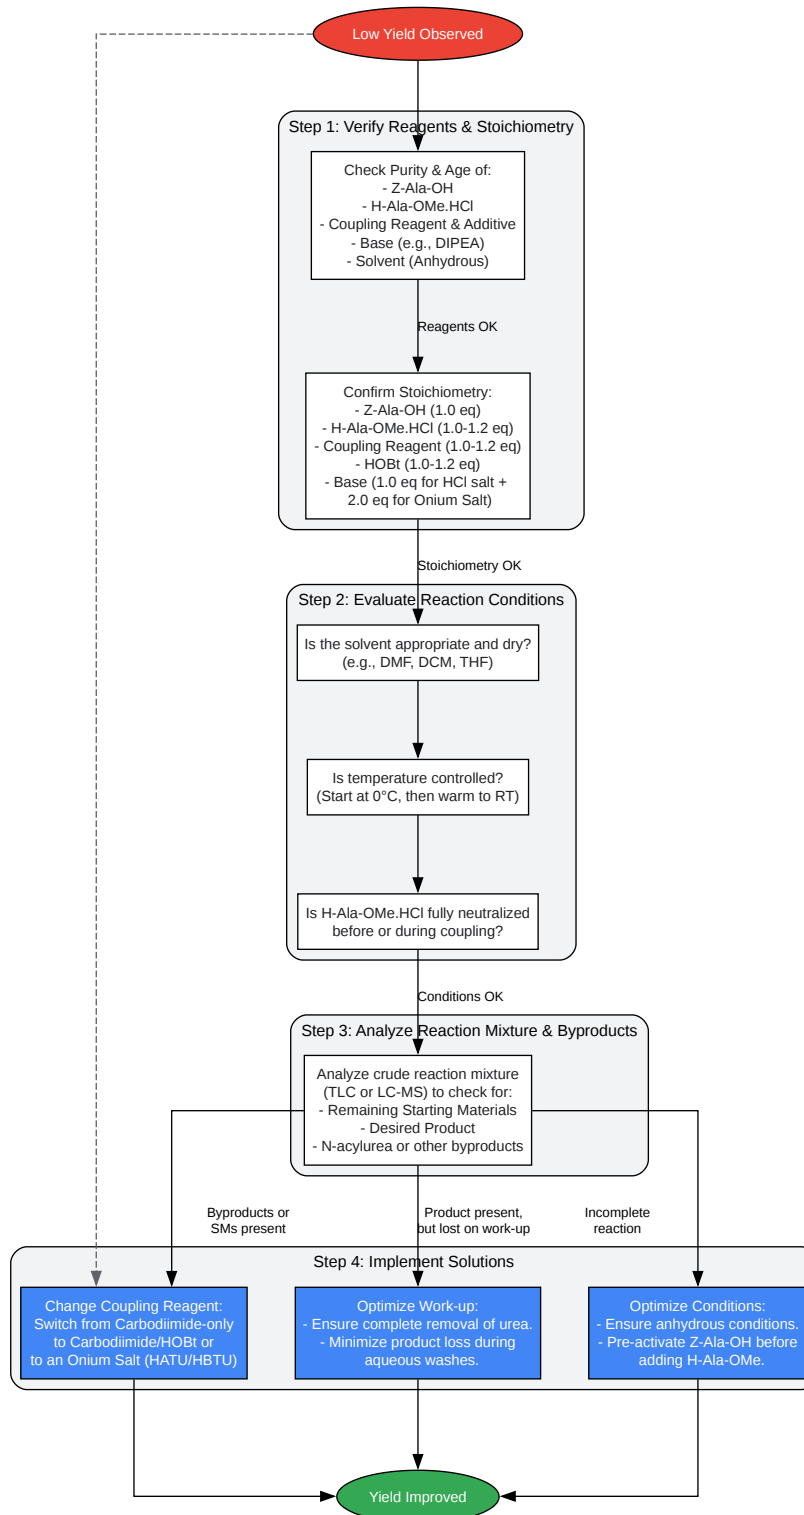 Low Yield Observed
Step 1: Verify Reagents & Stoichiometry
Check Purity & Age of:
- Z-Ala-OH
- H-Ala-OMe.HCl
- Coupling Reagent & Additive
- Base (e.g., DIPEA)
- Solvent (Anhydrous)
Reagents OK
Confirm Stoichiometry:
- Z-Ala-OH (1.0 eq)
- H-Ala-OMe.HCl (1.0-1.2 eq)
- Coupling Reagent (1.0-1.2 eq)
- HOBt (1.0-1.2 eq)
- Base (1.0 eq for HCl salt +
2.0 eq for Onium Salt)
Stoichiometry OK
Step 2: Evaluate Reaction Conditions
Is the solvent appropriate and dry?
(e.g., DMF, DCM, THF)
Is temperature controlled?
(Start at 0°C, then warm to RT)
Is H-Ala-OMe.HCl fully neutralized
before or during coupling?
Conditions OK
Step 3: Analyze Reaction Mixture & Byproducts
Analyze crude reaction mixture
(TLC or LC-MS) to check for:
- Remaining Starting Materials
- Desired Product
- N-acylurea or other byproducts
Byproducts or
SMs present
Product present,
but lost on work-up
Incomplete
reaction
Step 4: Implement Solutions
Change Coupling Reagent:
Switch from Carbodiimide-only
to Carbodiimide/HOBt or
to an Onium Salt (HATU/HBTU)
Optimize Work-up:
- Ensure complete removal of urea.
- Minimize product loss during
aqueous washes.
Optimize Conditions:
- Ensure anhydrous conditions.
- Pre-activate Z-Ala-OH before
adding H-Ala-OMe.
Yield Improved